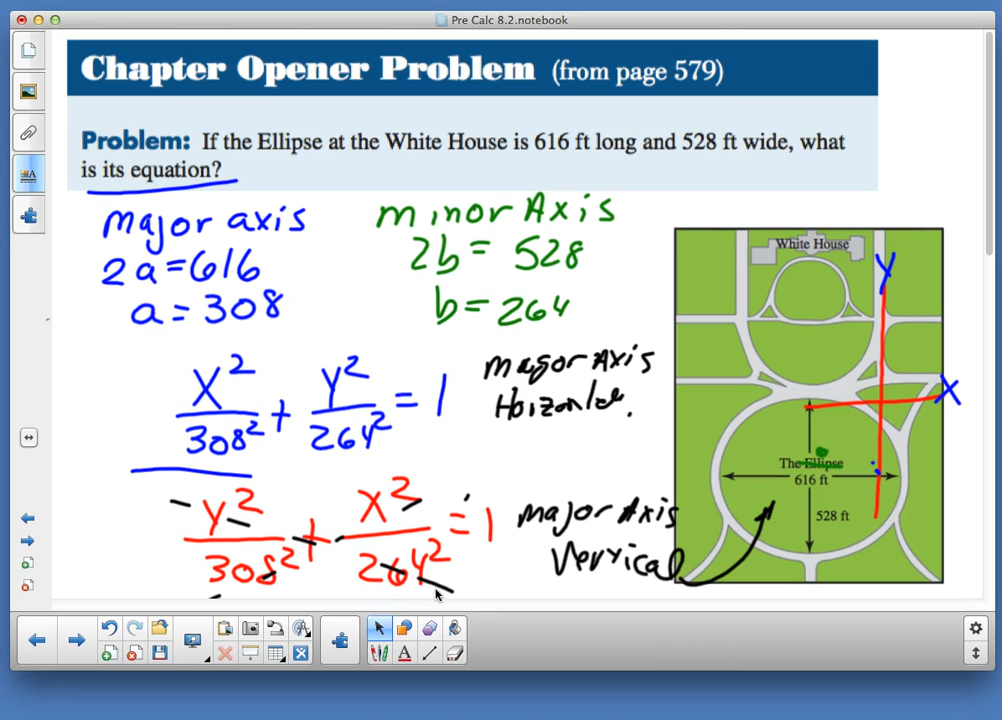 Pre Calc 8.2.notebook
Chapter Opener Problem (from page 579)
Problem: If the Ellipse at the White House is 616 ft long and 528 ft wide, what
is its equation?
major axis
2a=616
a=308
minor Axis
2b= 528
b=264
X²/308² + Y²/264² = 1
major Axis
Hoizontal.
Y²/308² + X²/264² = 1
major Axis
Vertical
White House
Y
X
The Ellipse
616 ft
528 ft